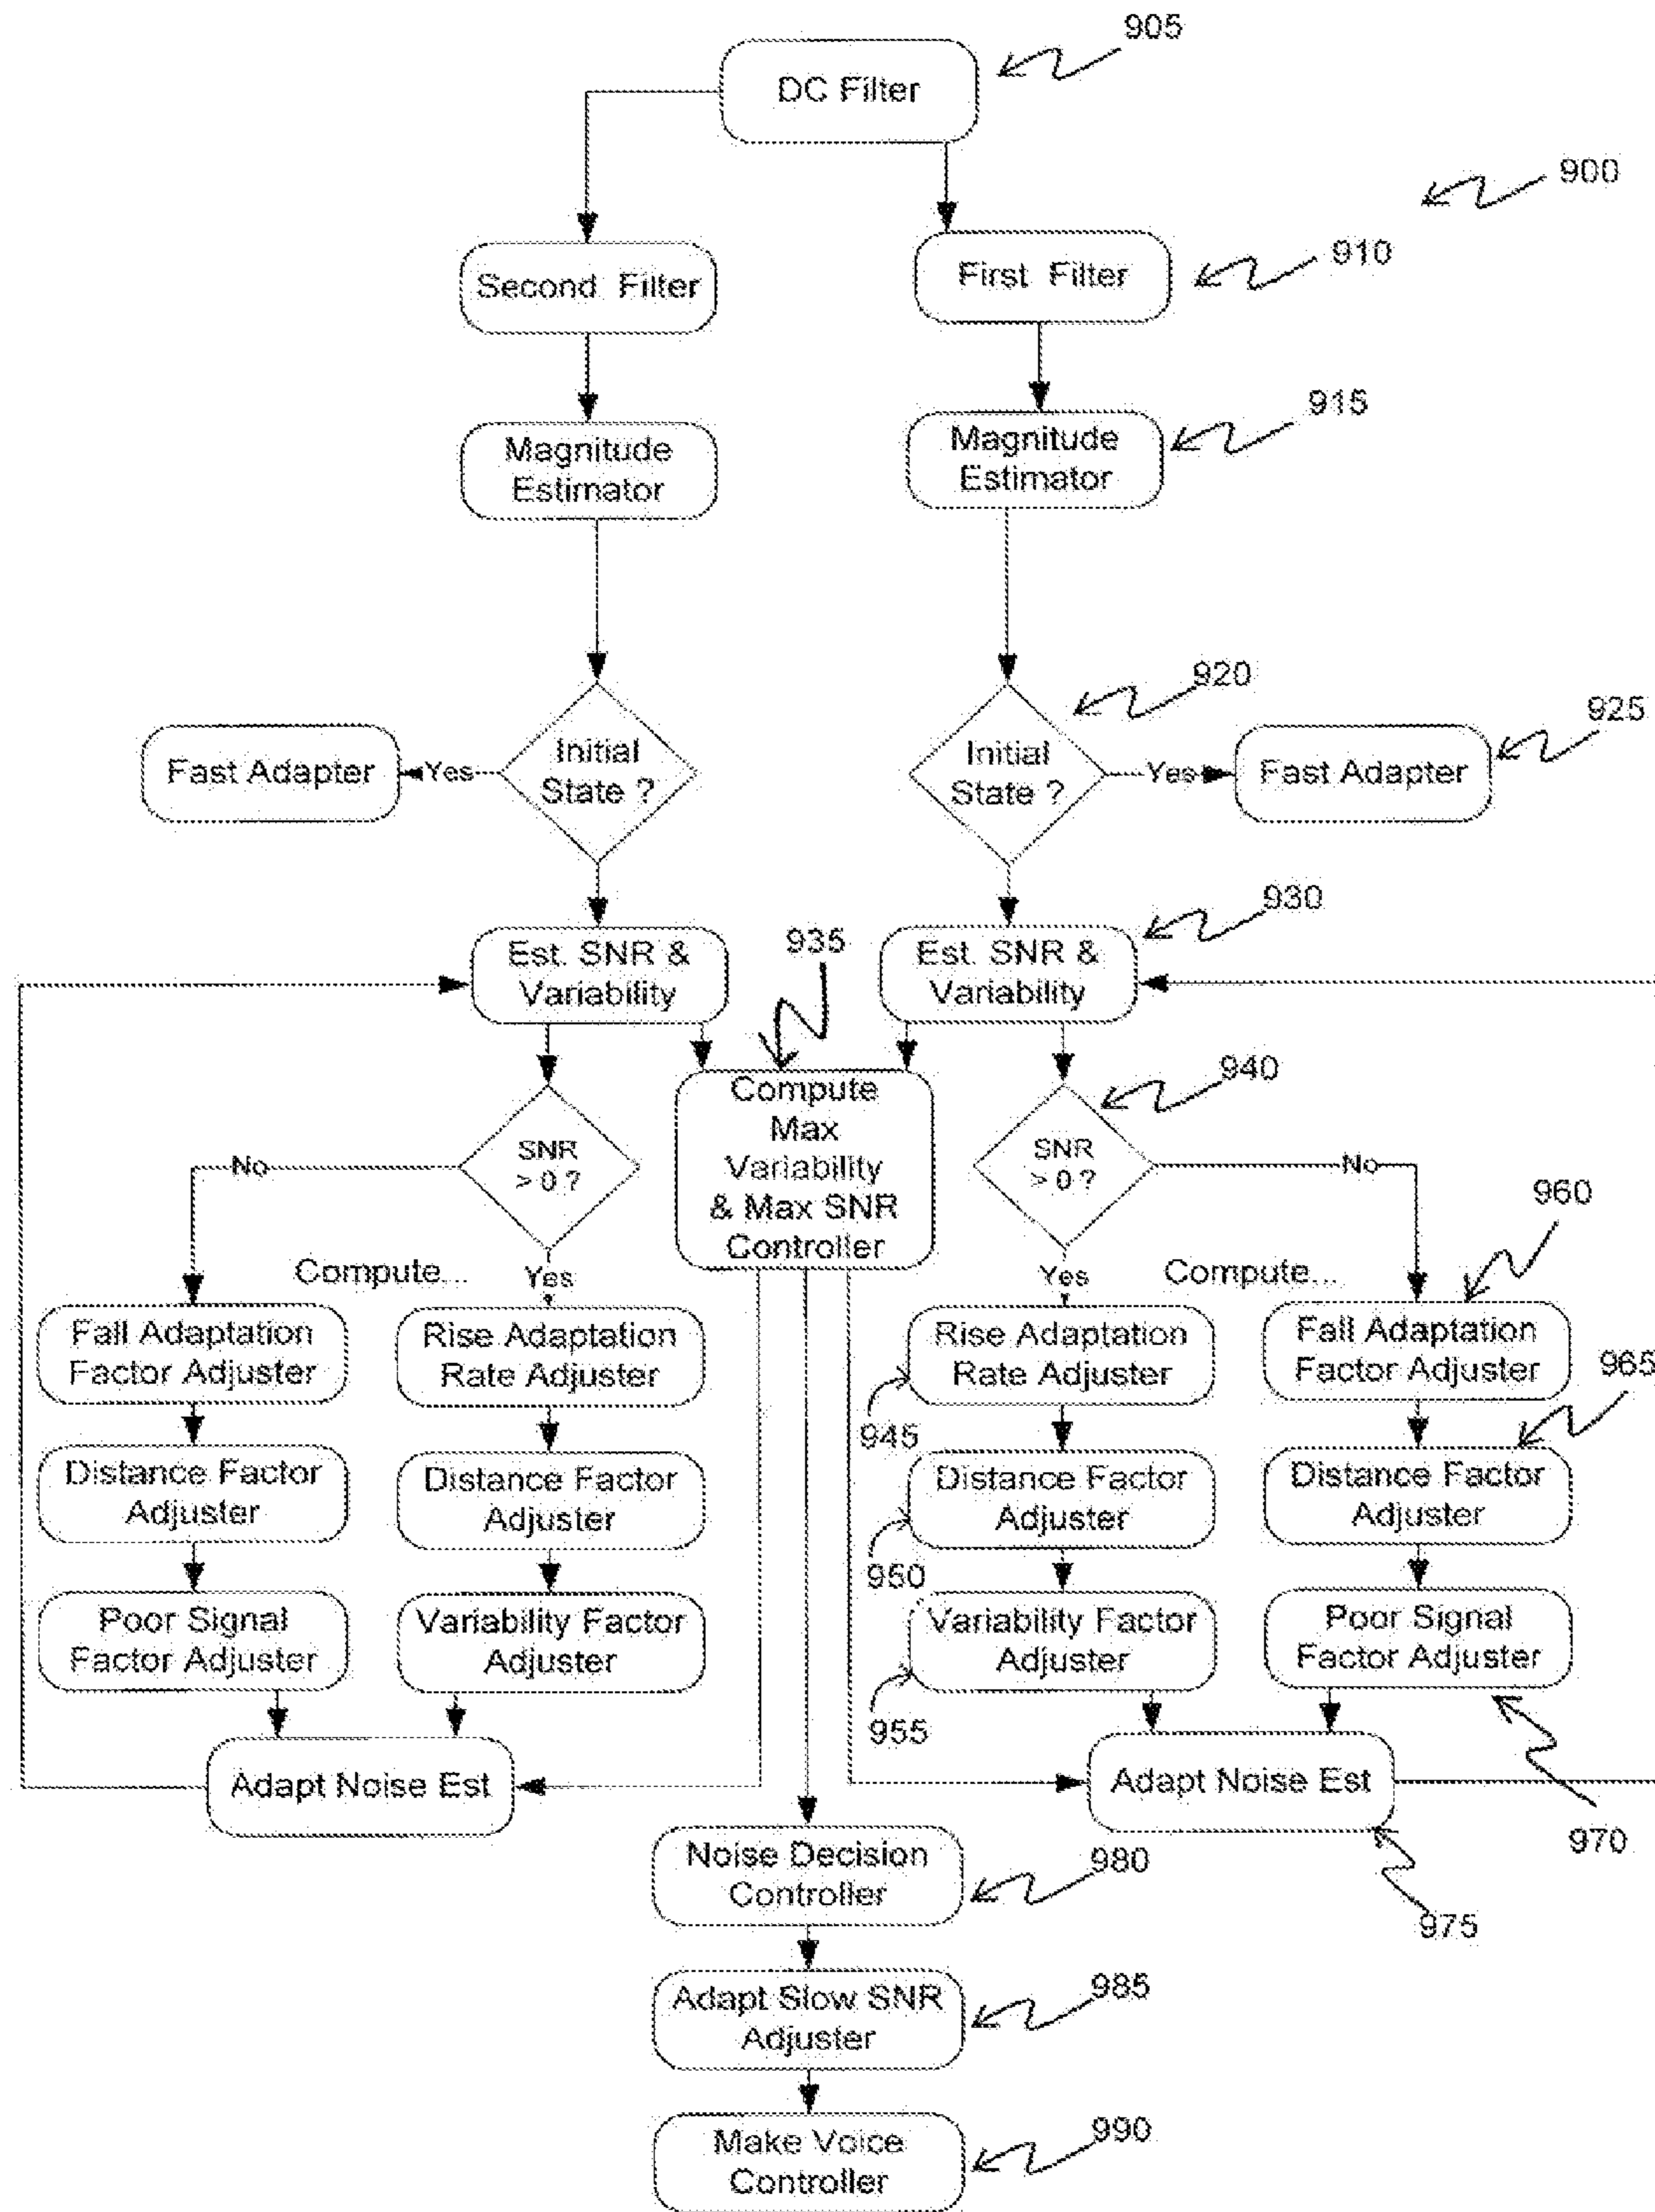 905
DC Filter
900
Second Filter
First Filter
910
Magnitude
Estimator
Magnitude
Estimator
915
920
925
Fast Adapter
Yes
Initial
State ?
Initial
State ?
Yes
Fast Adapter
930
935
Est. SNR &
Variability
Est. SNR &
Variability
940
Compute
Max
Variability
& Max SNR
Controller
No
SNR
> 0 ?
SNR
> 0 ?
No
960
Compute...
Yes
Yes
Compute...
965
Fall Adaptation
Factor Adjuster
Rise Adaptation
Rate Adjuster
Rise Adaptation
Rate Adjuster
Fall Adaptation
Factor Adjuster
945
Distance Factor
Adjuster
Distance Factor
Adjuster
Distance Factor
Adjuster
Distance Factor
Adjuster
950
Poor Signal
Factor Adjuster
Variability Factor
Adjuster
Variability Factor
Adjuster
Poor Signal
Factor Adjuster
955
Adapt Noise Est
Adapt Noise Est
970
Noise Decision
Controller
980
975
Adapt Slow SNR
Adjuster
985
Make Voice
Controller
990